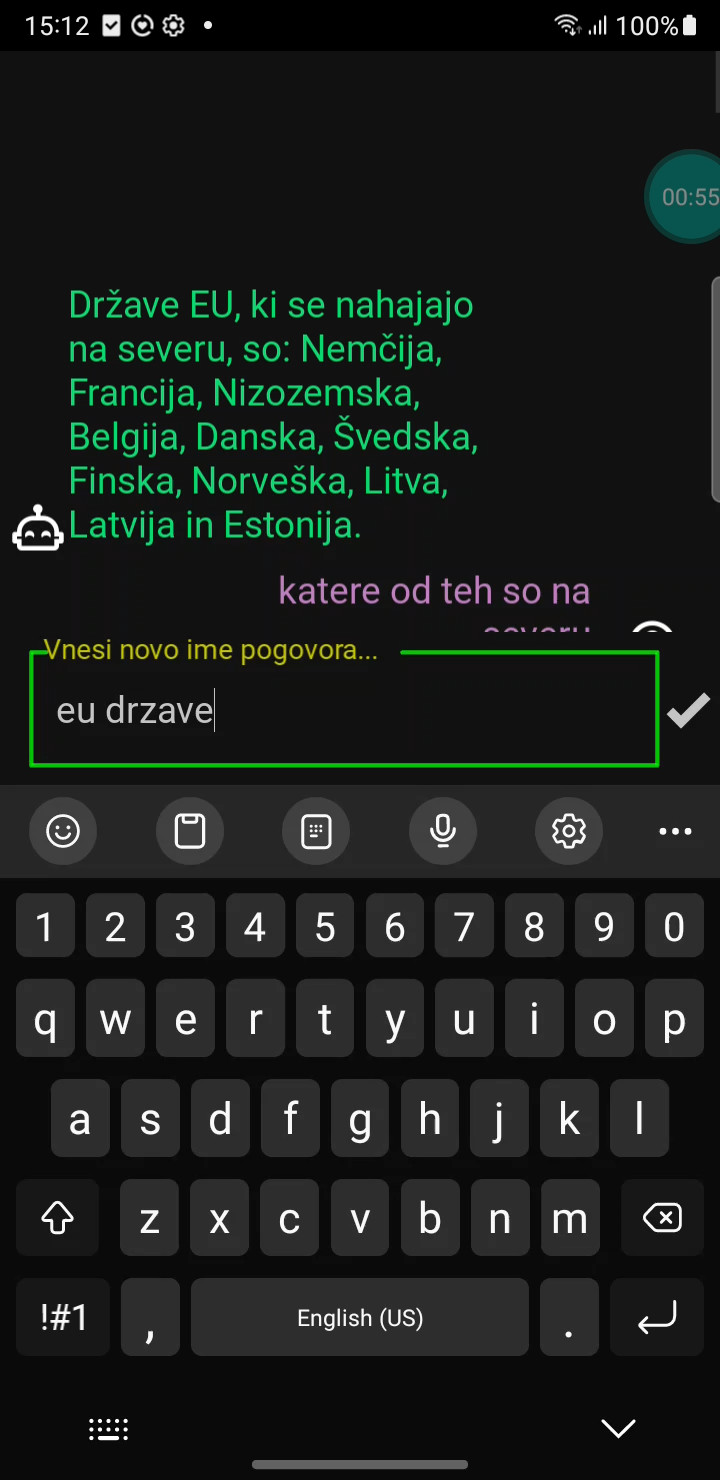 15:12
100%
00:55
Države EU, ki se nahajajo
na severu, so: Nemčija,
Francija, Nizozemska,
Belgija, Danska, Švedska,
Finska, Norveška, Litva,
Latvija in Estonija.
katere od teh so na
severu
Vnesi novo ime pogovora...
eu drzave
1 2 3 4 5 6 7 8 9 0
q w e r t y u i o p
a s d f g h j k l
z x c v b n m
!#1 , English (US) .